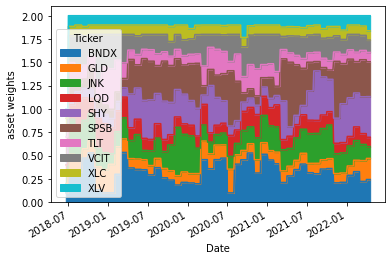 2.00
1.75
1.50
1.25
1.00
0.75
0.50
0.25
0.00
asset weights
Ticker
BNDX
GLD
JNK
LQD
SHY
SPSB
TLT
VCIT
XLC
XLV
2018-07
2019-01
2019-07
2020-01
2020-07
2021-01
2021-07
2022-01
Date